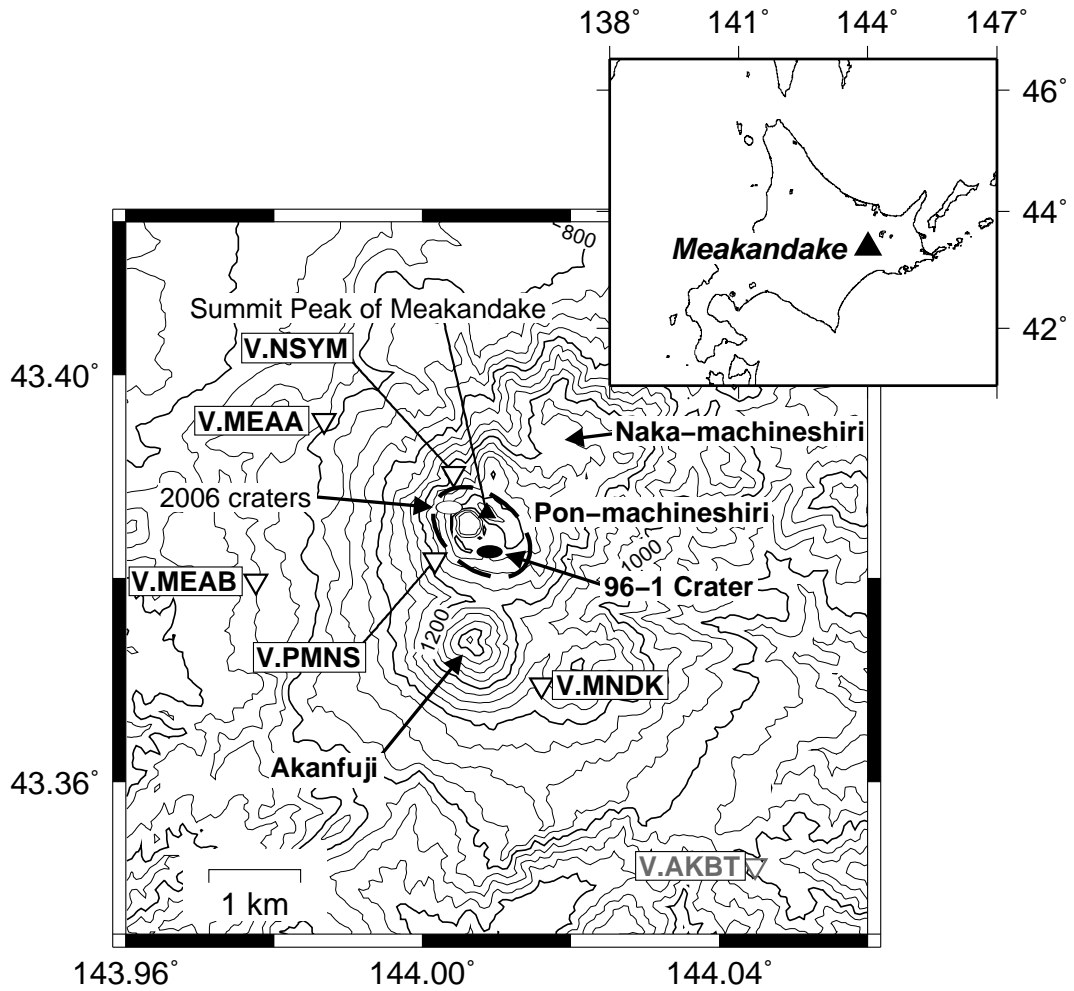 138° 141° 144° 147°
46°
44°
Meakandake
42°
800
Summit Peak of Meakandake
V.NSYM
43.40°
V.MEAA
Naka−machineshiri
2006 craters
Pon−machineshiri
1000
V.MEAB
96−1 Crater
1200
V.PMNS
V.MNDK
Akanfuji
43.36°
V.AKBT
1 km
143.96° 144.00° 144.04°